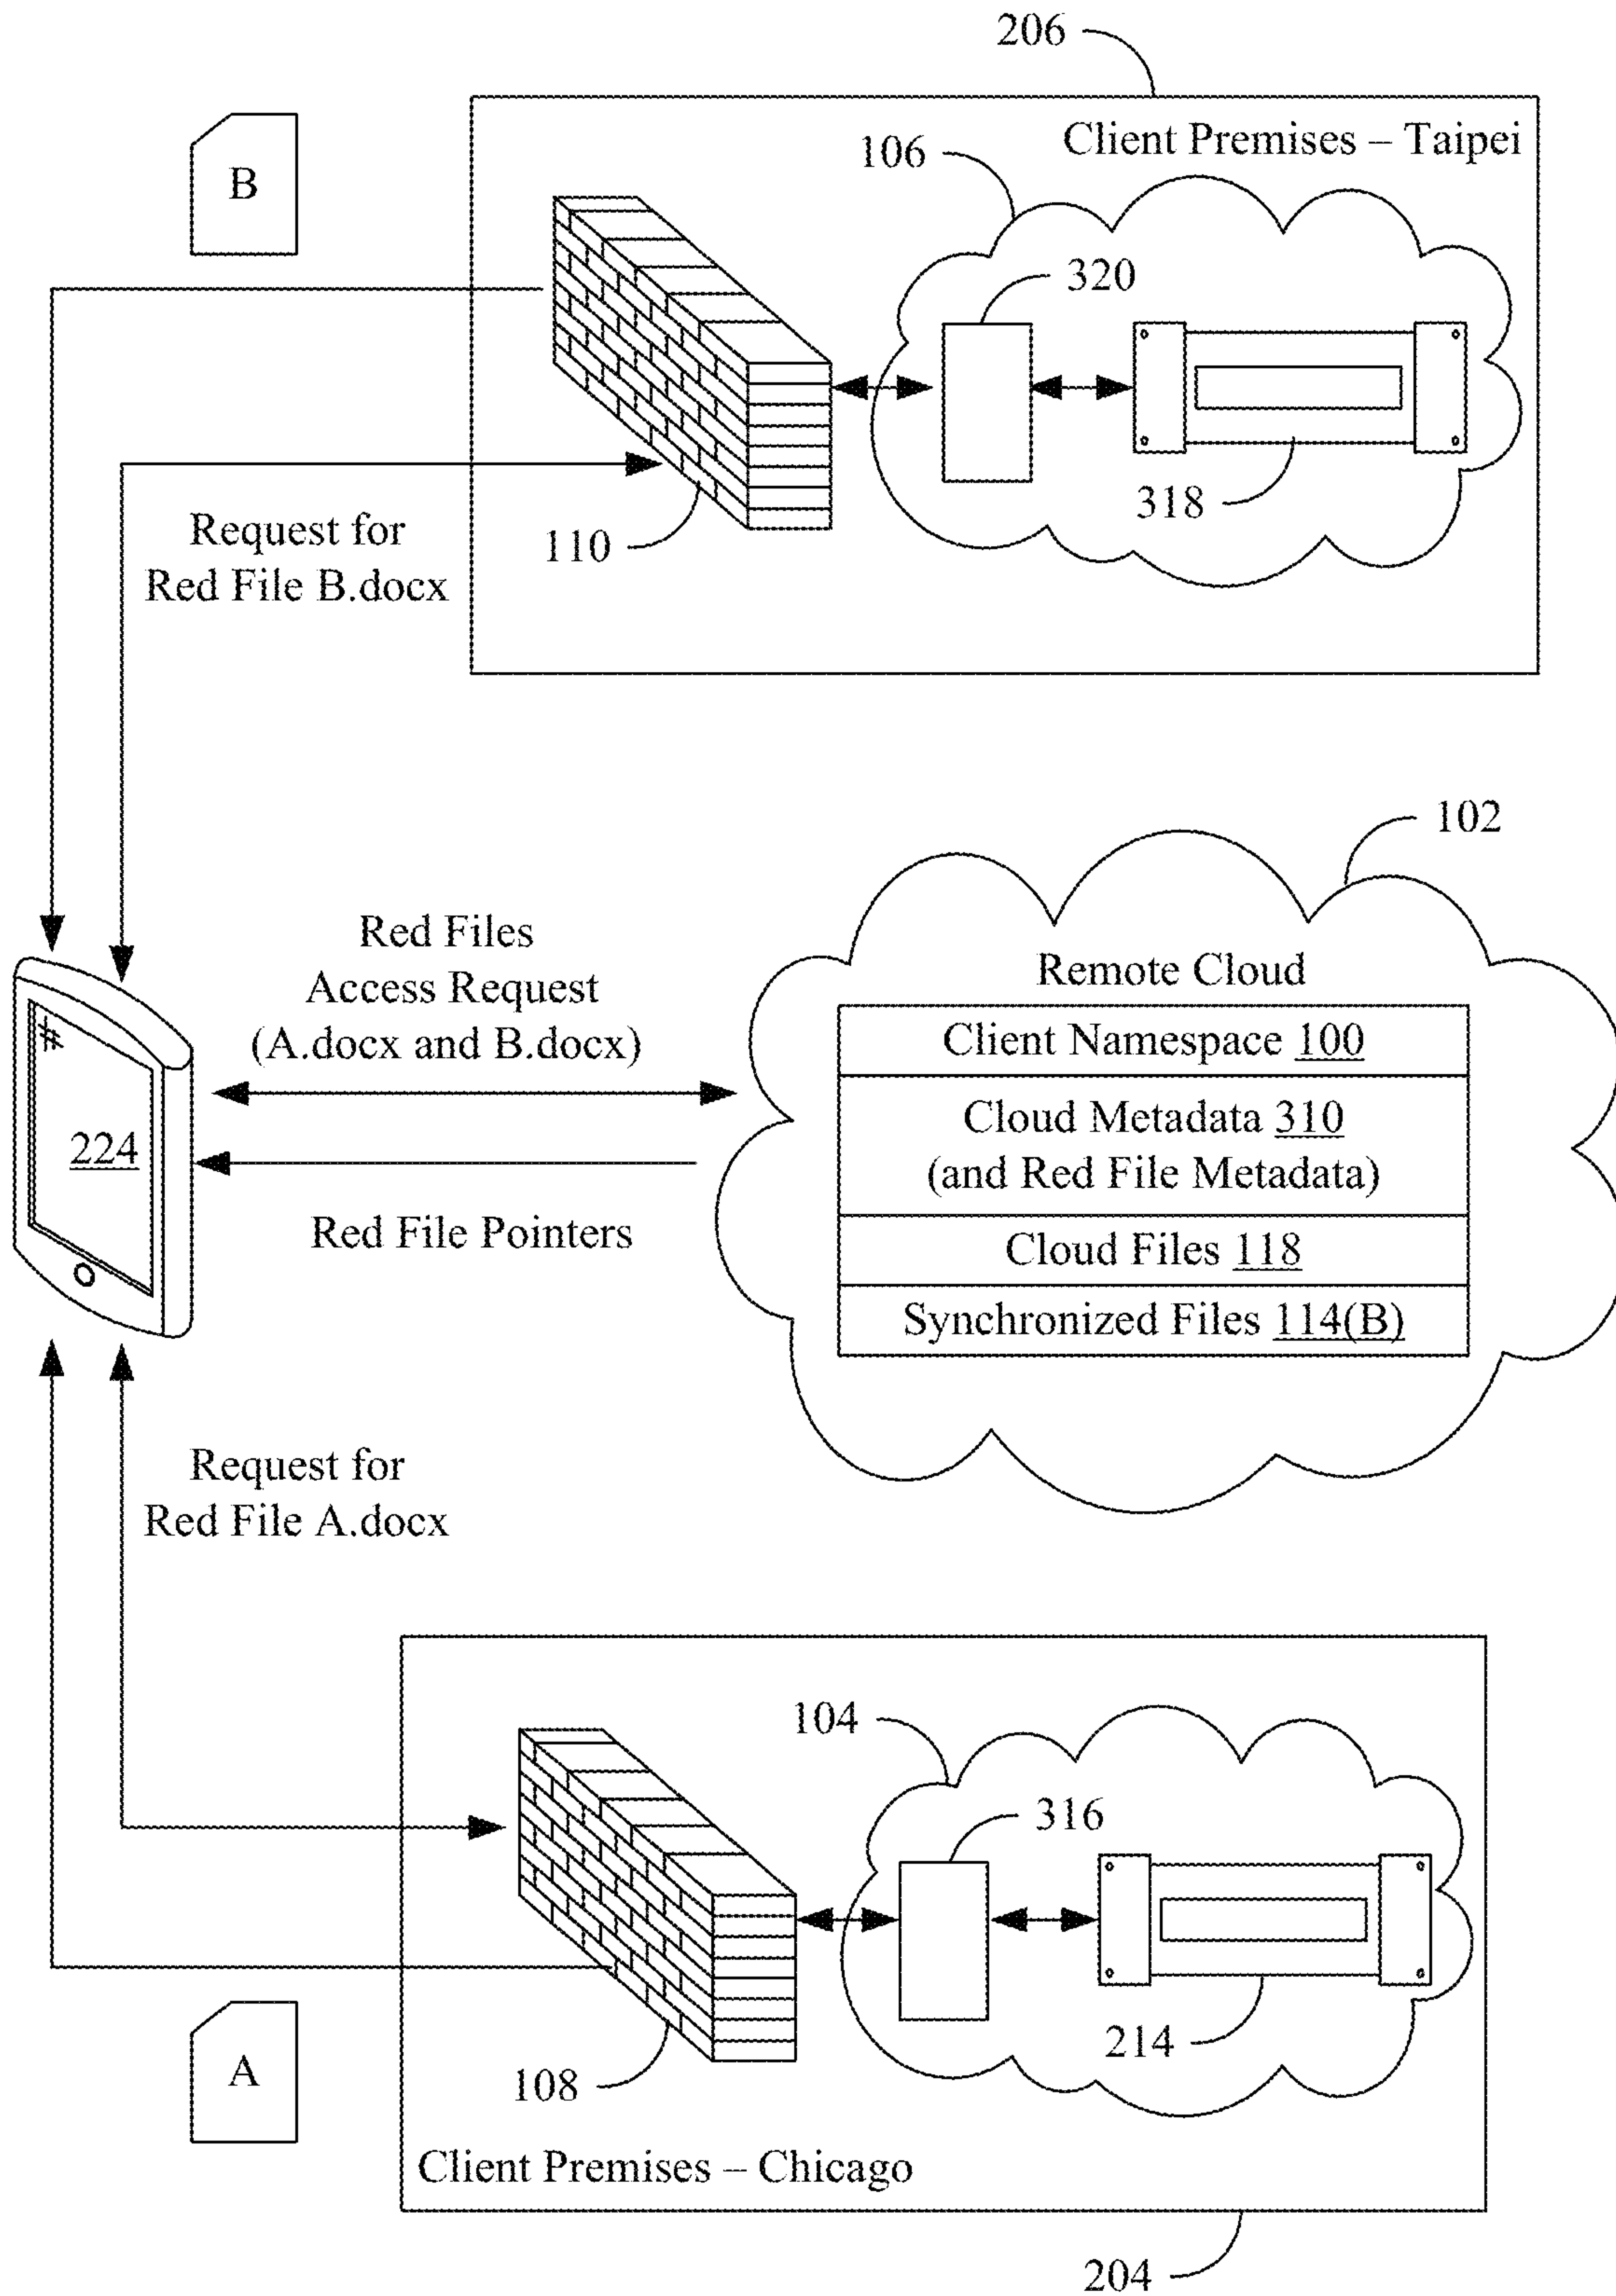 206
Client Premises – Taipei
106
B
320
318
110
Request for
Red File B.docx
102
Red Files
Access Request
(A.docx and B.docx)
224
Red File Pointers
Remote Cloud
Client Namespace 100
Cloud Metadata 310
(and Red File Metadata)
Cloud Files 118
Synchronized Files 114(B)
Request for
Red File A.docx
104
316
214
108
A
Client Premises – Chicago
204